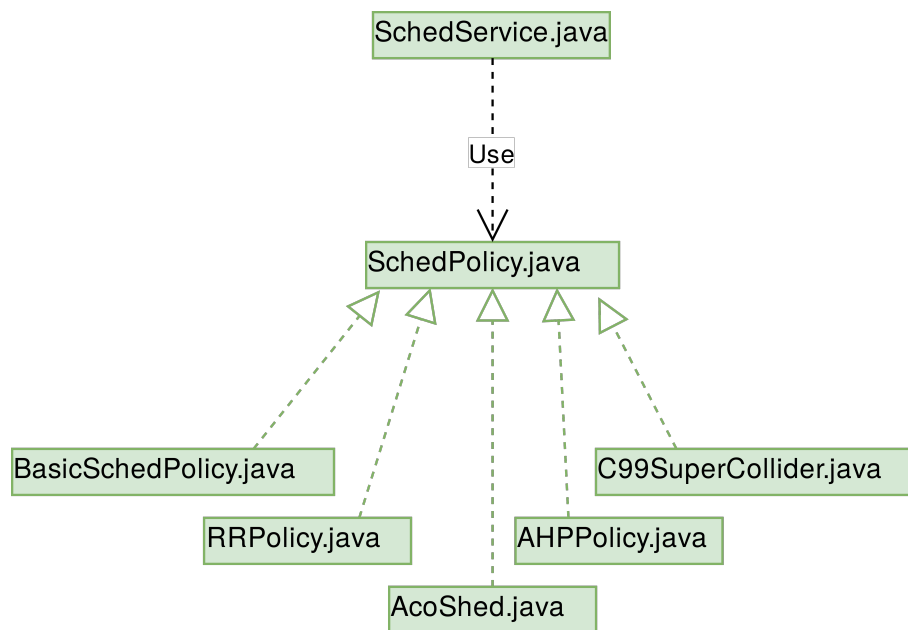 SchedService.java
Use
SchedPolicy.java
BasicSchedPolicy.java
C99SuperCollider.java
RRPolicy.java
AHPPolicy.java
AcoShed.java